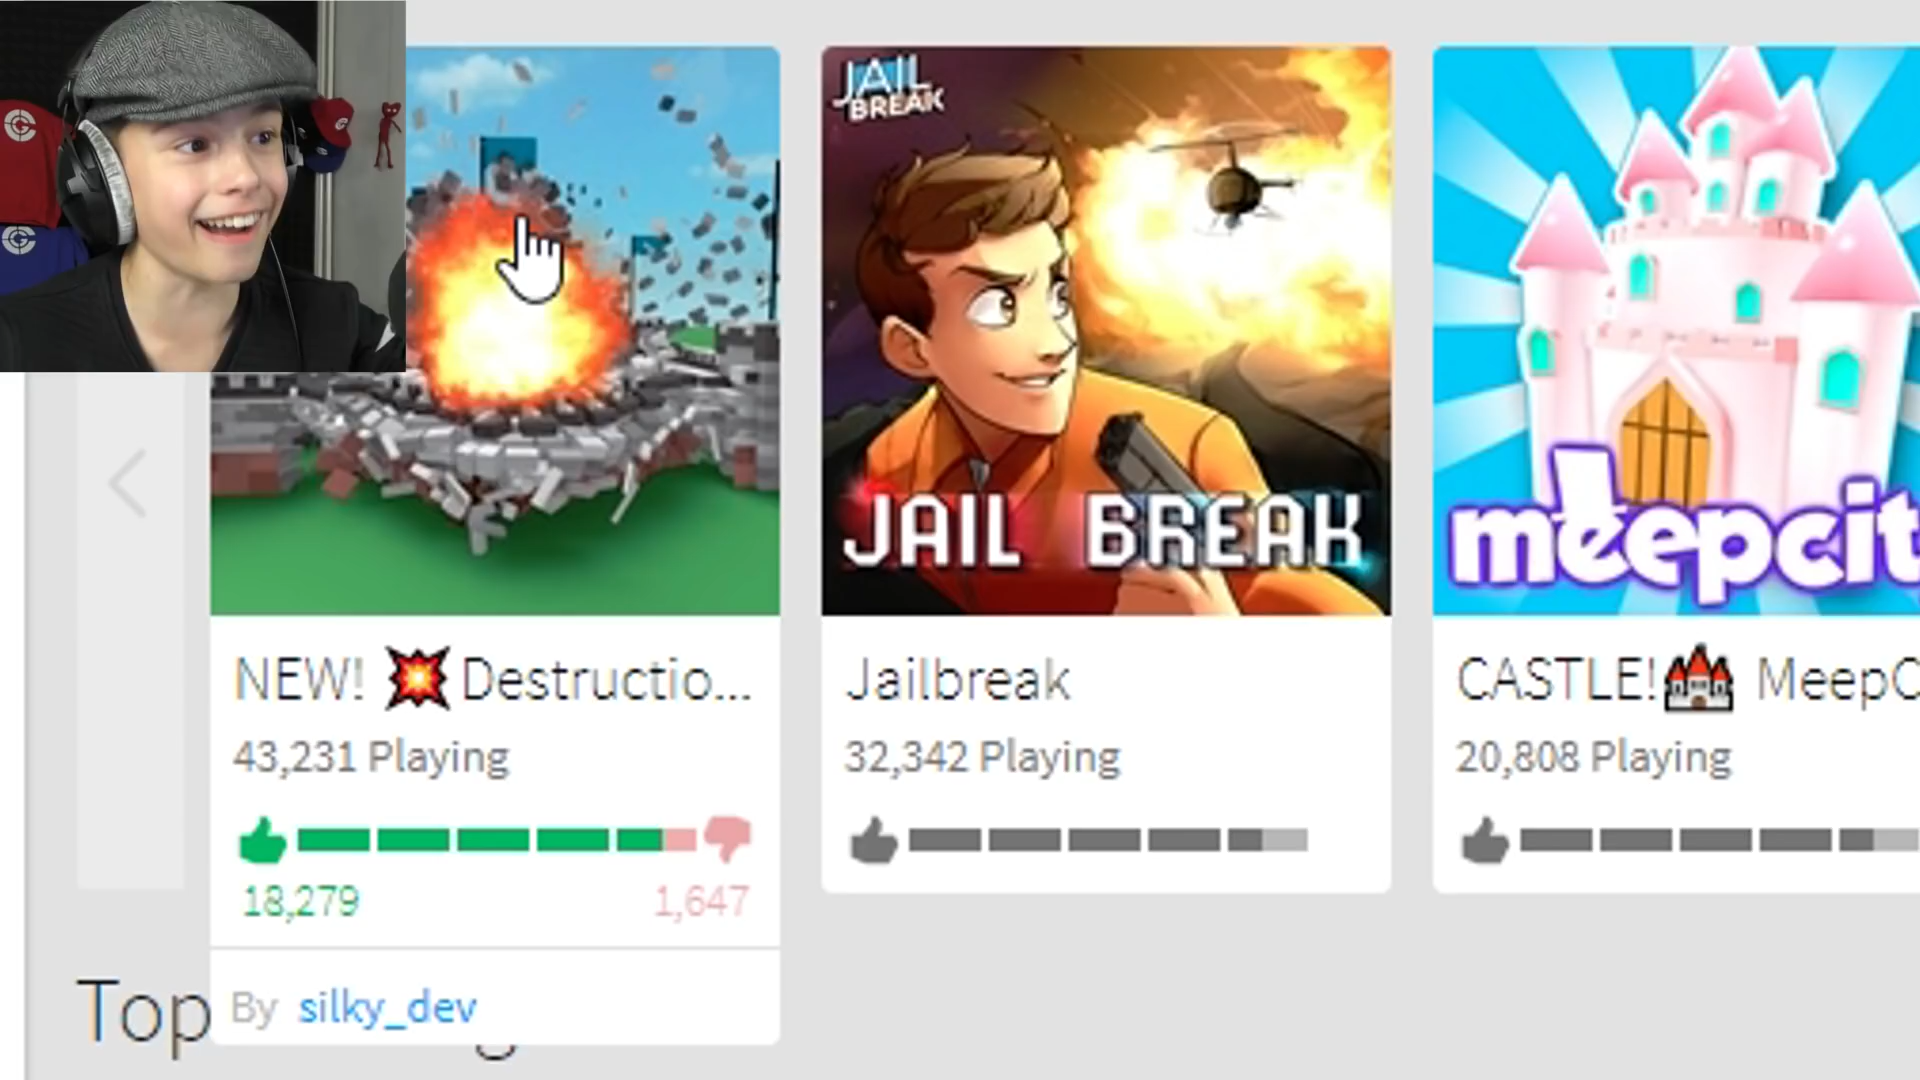 JAIL
BREAK
JAIL BREAK
meepcit
NEW! 💥 Destructio...
43,231 Playing
18,279 1,647
By silky_dev
Jailbreak
32,342 Playing
CASTLE!🏰 MeepC
20,808 Playing
Top